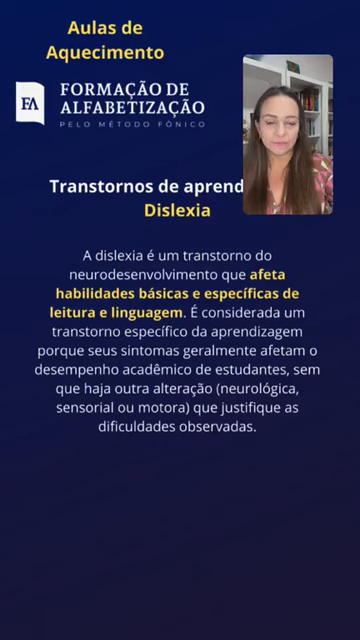 Aulas de
Aquecimento
FA
FORMAÇÃO DE
ALFABETIZAÇÃO
PELO MÉTODO FÔNICO
Transtornos de
Dislexia
A dislexia é um transtorno do
neurodesenvolvimento que afeta
habilidades básicas e específicas de
leitura e linguagem. É considerada um
transtorno específico da aprendizagem
porque seus sintomas geralmente afetam o
desempenho acadêmico de estudantes, sem
que haja outra alteração (neurológica,
sensorial ou motora) que justifique as
dificuldades observadas.